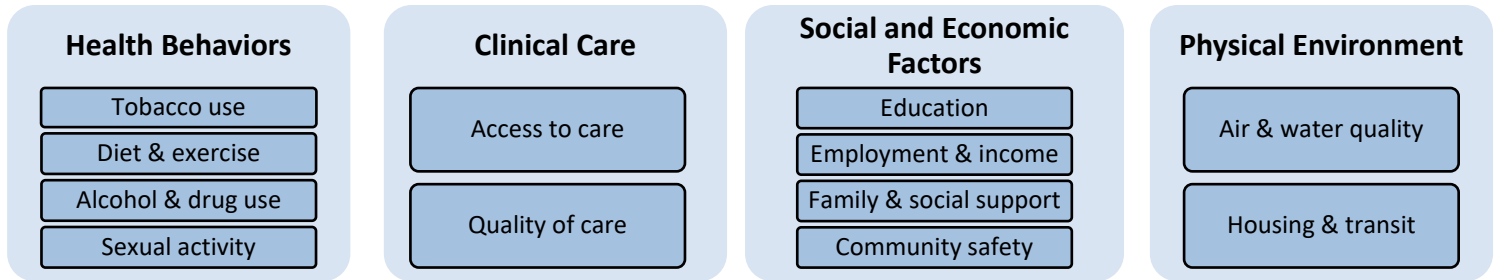 Health Behaviors
Tobacco use
Diet & exercise
Alcohol & drug use
Sexual activity
Clinical Care
Access to care
Quality of care
Social and Economic
Factors
Education
Employment & income
Family & social support
Community safety
Physical Environment
Air & water quality
Housing & transit